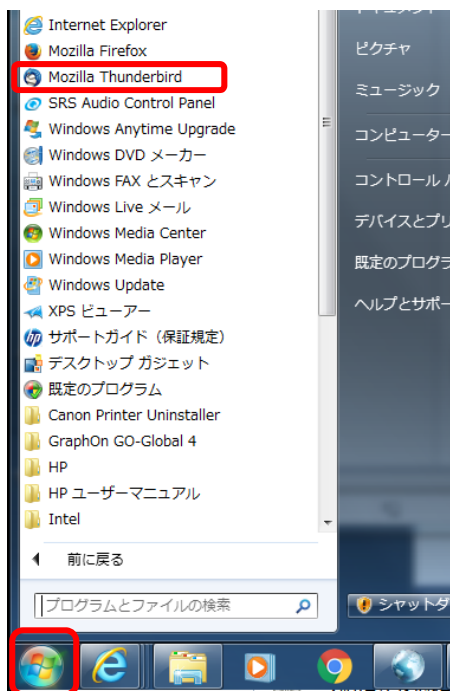 Internet Explorer
Mozilla Firefox
Mozilla Thunderbird
SRS Audio Control Panel
Windows Anytime Upgrade
Windows DVD メーカー
Windows FAX とスキャン
Windows Live メール
Windows Media Center
Windows Media Player
Windows Update
XPS ビューアー
サポートガイド（保証規定）
デスクトップ ガジェット
既定のプログラム
Canon Printer Uninstaller
GraphOn GO-Global 4
HP
HP ユーザーマニュアル
Intel
前に戻る
プログラムとファイルの検索
ピクチャ
ミュージック
コンピューター
コントロール
デバイスとプリ
既定のプログラ
ヘルプとサポー
シャットダ